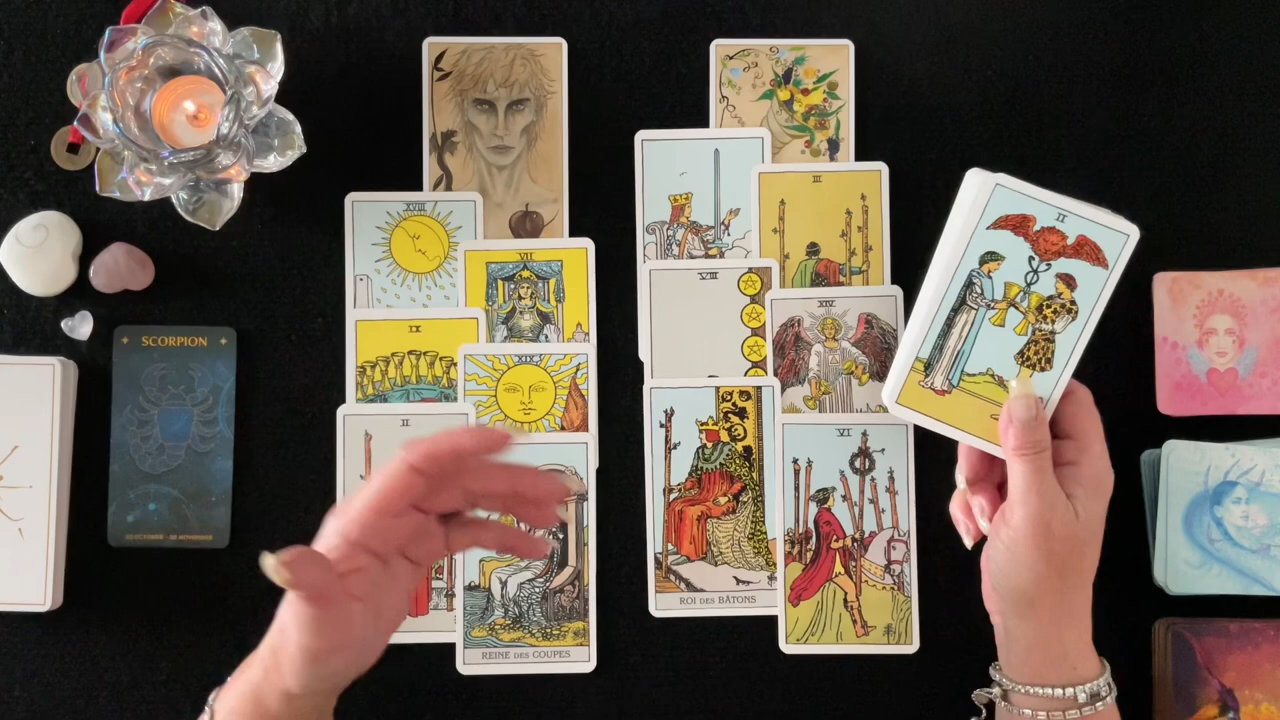 SCORPION
XVIII
VII
IX
XIX
II
REINE DES COUPES
III
VIII
XIV
ROI DES BÂTONS
VI
II